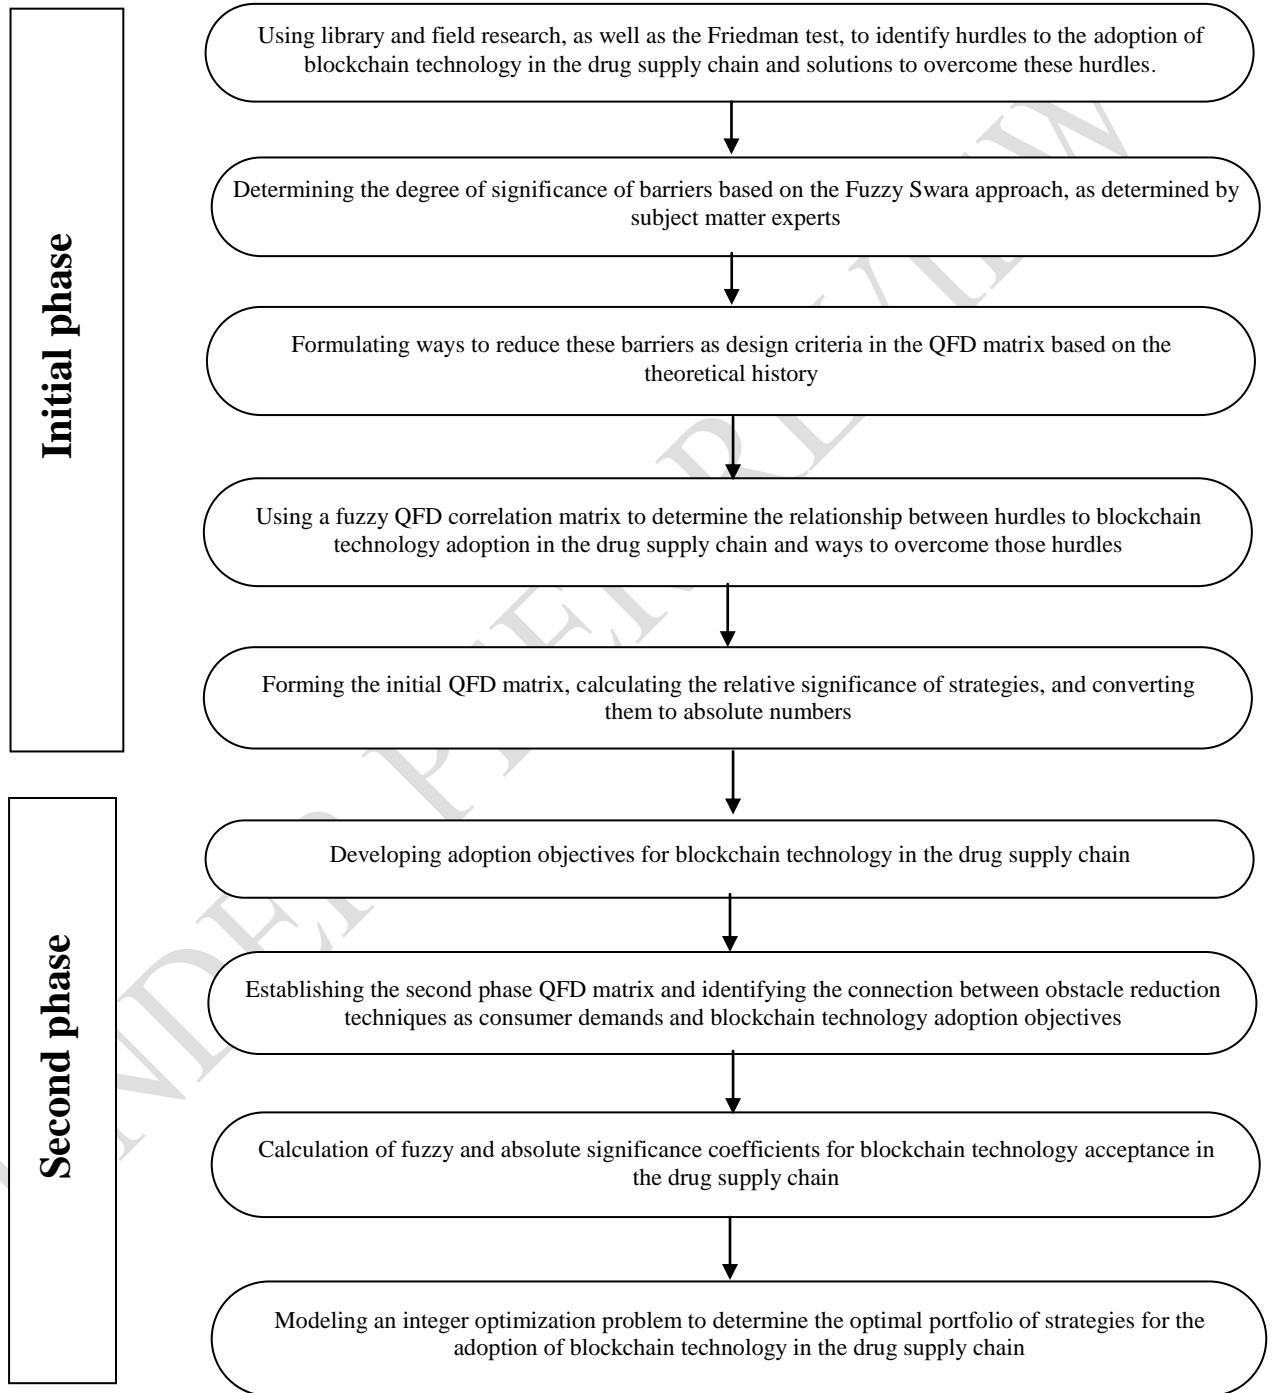 Using library and field research, as well as the Friedman test, to identify hurdles to the adoption of
blockchain technology in the drug supply chain and solutions to overcome these hurdles.
Determining the degree of significance of barriers based on the Fuzzy Swara approach, as determined by
subject matter experts
Initial phase
Formulating ways to reduce these barriers as design criteria in the QFD matrix based on the
theoretical history
Using a fuzzy QFD correlation matrix to determine the relationship between hurdles to blockchain
technology adoption in the drug supply chain and ways to overcome those hurdles
Forming the initial QFD matrix, calculating the relative significance of strategies, and converting
them to absolute numbers
Developing adoption objectives for blockchain technology in the drug supply chain
Second phase
Establishing the second phase QFD matrix and identifying the connection between obstacle reduction
techniques as consumer demands and blockchain technology adoption objectives
Calculation of fuzzy and absolute significance coefficients for blockchain technology acceptance in
the drug supply chain
Modeling an integer optimization problem to determine the optimal portfolio of strategies for the
adoption of blockchain technology in the drug supply chain